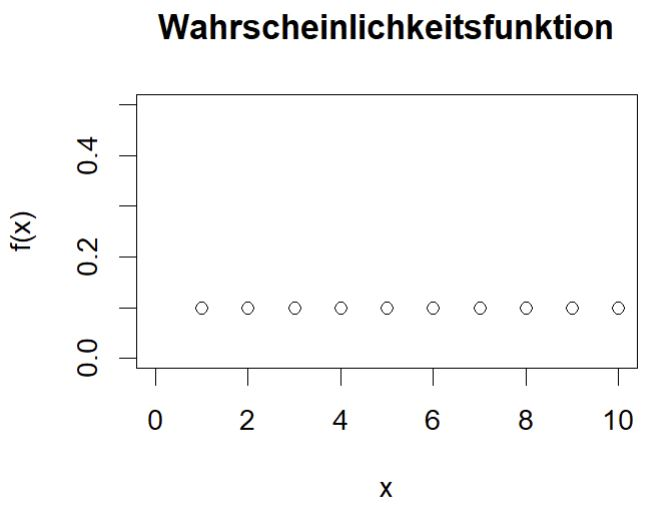 Wahrscheinlichkeitsfunktion
f(x)
0.4
0.2
0.0
0 2 4 6 8 10
x